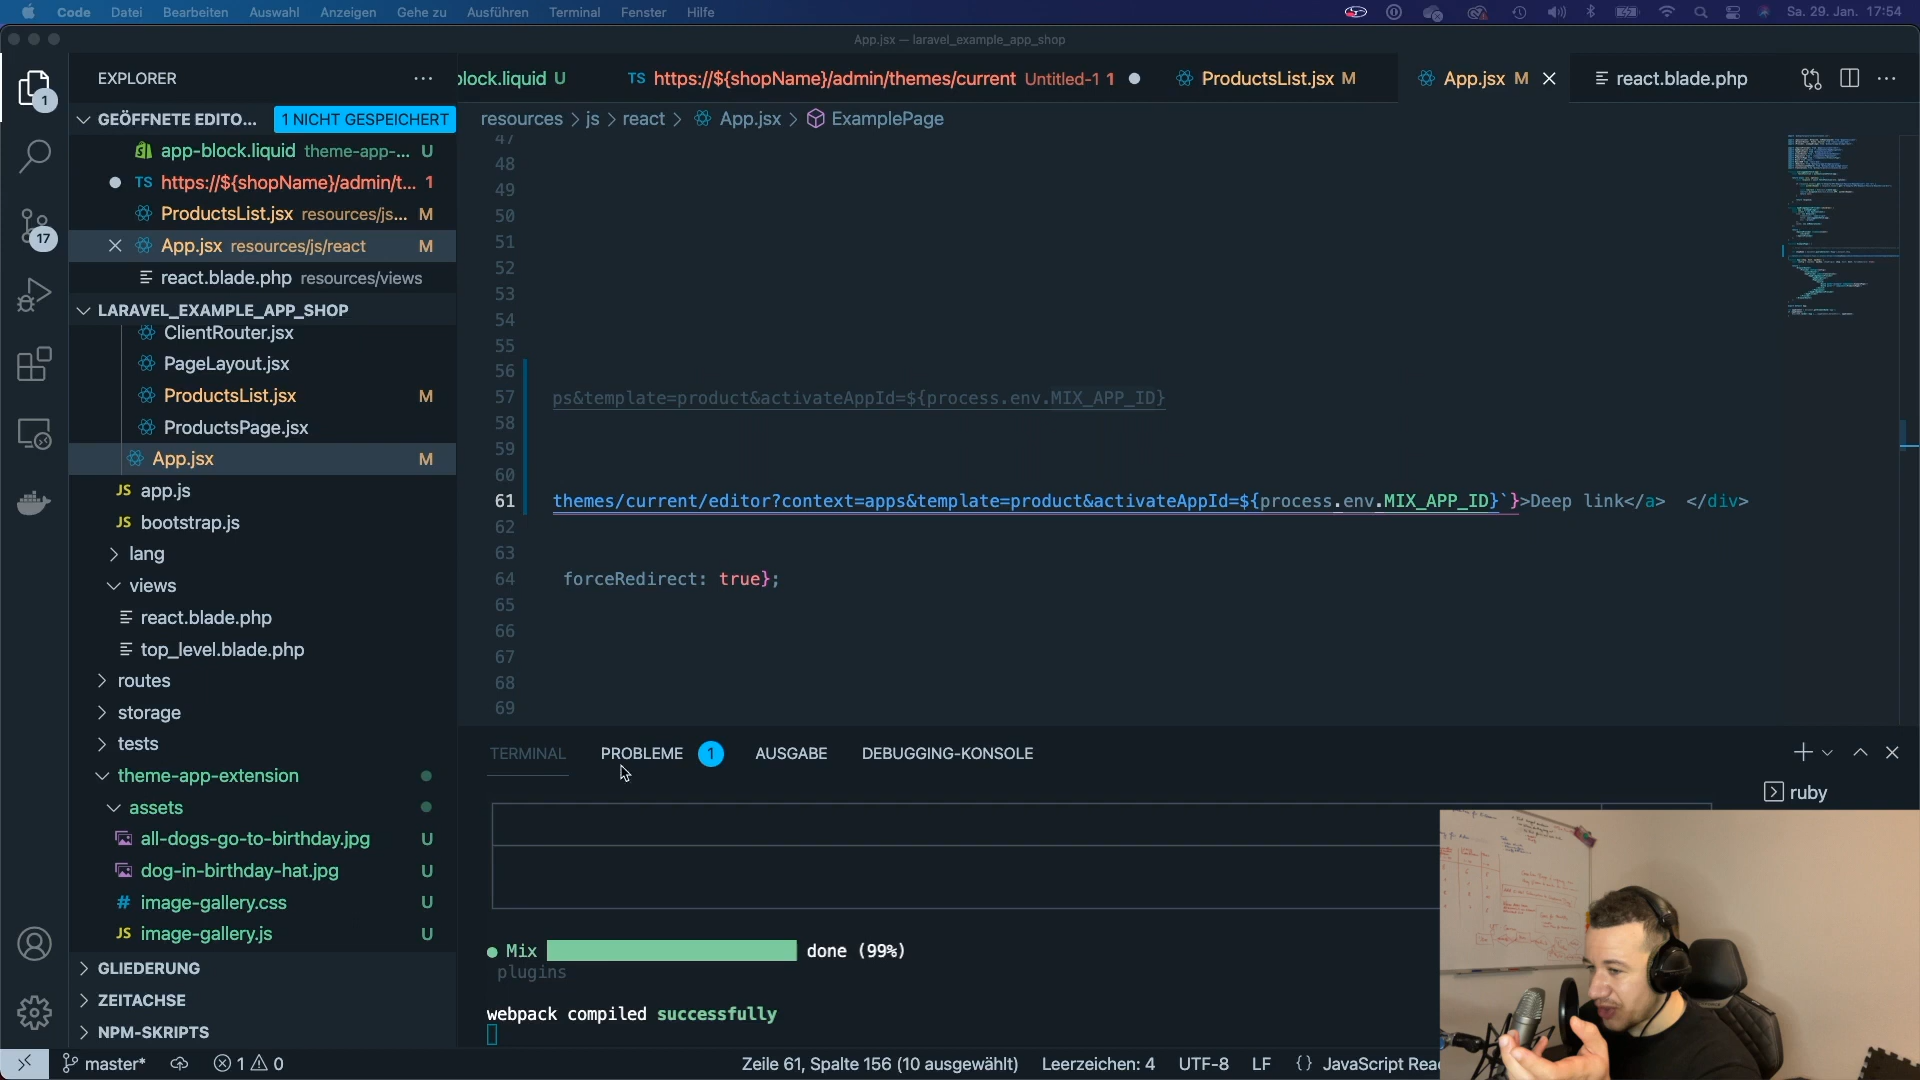 Code Datei Bearbeiten Auswahl Anzeigen Gehe zu Ausführen Terminal Fenster Hilfe Sa. 29. Jan. 17:54
App.jsx — laravel_example_app_shop
EXPLORER
block.liquid U TS https://${shopName}/admin/themes/current Untitled-1 1 ProductsList.jsx M App.jsx M react.blade.php
GEÖFFNETE EDITO... 1 NICHT GESPEICHERT
app-block.liquid theme-app-... U
TS https://${shopName}/admin/t... 1
ProductsList.jsx resources/js... M
App.jsx resources/js/react M
react.blade.php resources/views
LARAVEL_EXAMPLE_APP_SHOP
ClientRouter.jsx
PageLayout.jsx
ProductsList.jsx M
ProductsPage.jsx
App.jsx M
JS app.js
JS bootstrap.js
lang
views
react.blade.php
top_level.blade.php
routes
storage
tests
theme-app-extension
assets
all-dogs-go-to-birthday.jpg U
dog-in-birthday-hat.jpg U
# image-gallery.css U
JS image-gallery.js U
GLIEDERUNG
ZEITACHSE
NPM-SKRIPTS
1
17
resources > js > react > App.jsx > ExamplePage
47
48
49
50
51
52
53
54
55
56
57 ps&template=product&activateAppId=${process.env.MIX_APP_ID}
58
59
60
61 themes/current/editor?context=apps&template=product&activateAppId=${process.env.MIX_APP_ID}`}>Deep link</a> </div>
62
63
64 forceRedirect: true};
65
66
67
68
69
TERMINAL PROBLEME 1 AUSGABE DEBUGGING-KONSOLE
ruby
Mix done (99%)
plugins
webpack compiled successfully
master* 1 0 Zeile 61, Spalte 156 (10 ausgewählt) Leerzeichen: 4 UTF-8 LF {} JavaScript Rea